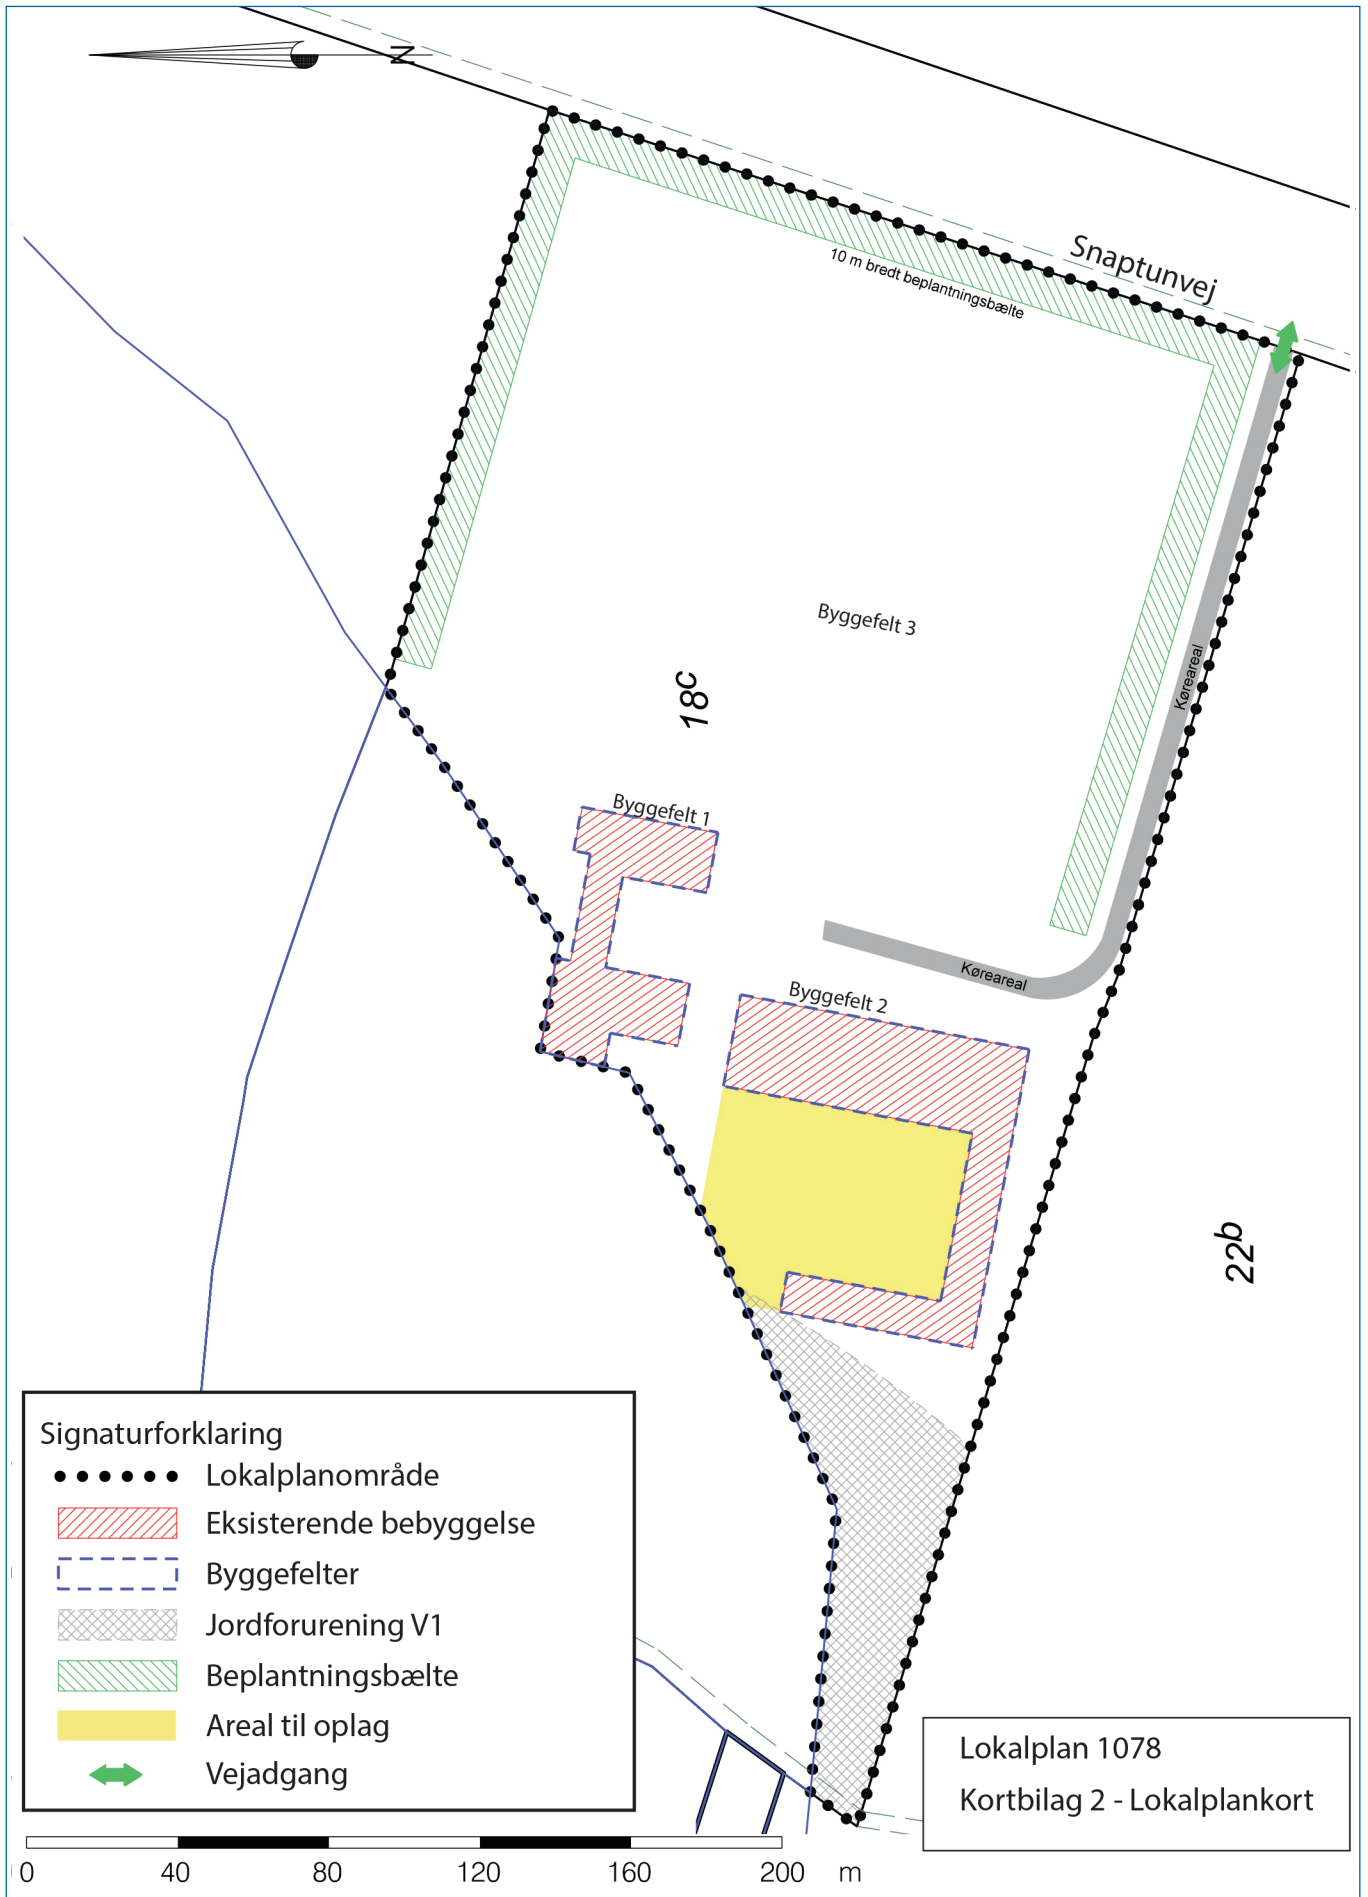 N
Snaptunvej
10 m bredt beplantningsbælte
Byggefelt 3
Køreareal
18c
Byggefelt 1
Køreareal
Byggefelt 2
22b
Signaturforklaring
Lokalplanområde
Eksisterende bebyggelse
Byggefelter
Jordforurening V1
Beplantningsbælte
Areal til oplag
Vejadgang
Lokalplan 1078
Kortbilag 2 - Lokalplankort
0 40 80 120 160 200 m